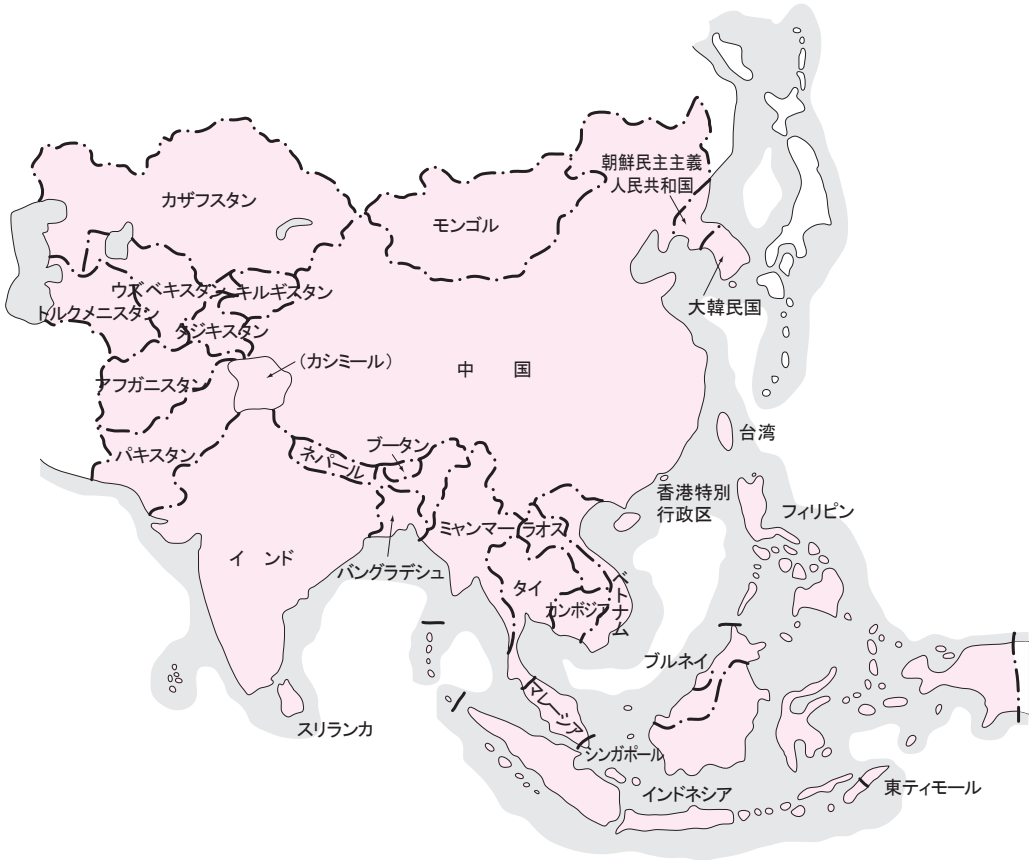 朝鮮民主主義
人民共和国
カザフスタン
モンゴル
ウズベキスタン
キルギスタン
トルクメニスタン
大韓民国
タジキスタン
(カシミール)
中 国
アフガニスタン
台湾
ブータン
パキスタン
ネパール
香港特別
行政区
フィリピン
ミャンマー
ラオス
イ ン ド
バングラデシュ
タイ
カンボジア
ベトナム
ブルネイ
マレーシア
スリランカ
シンガポール
インドネシア
東ティモール